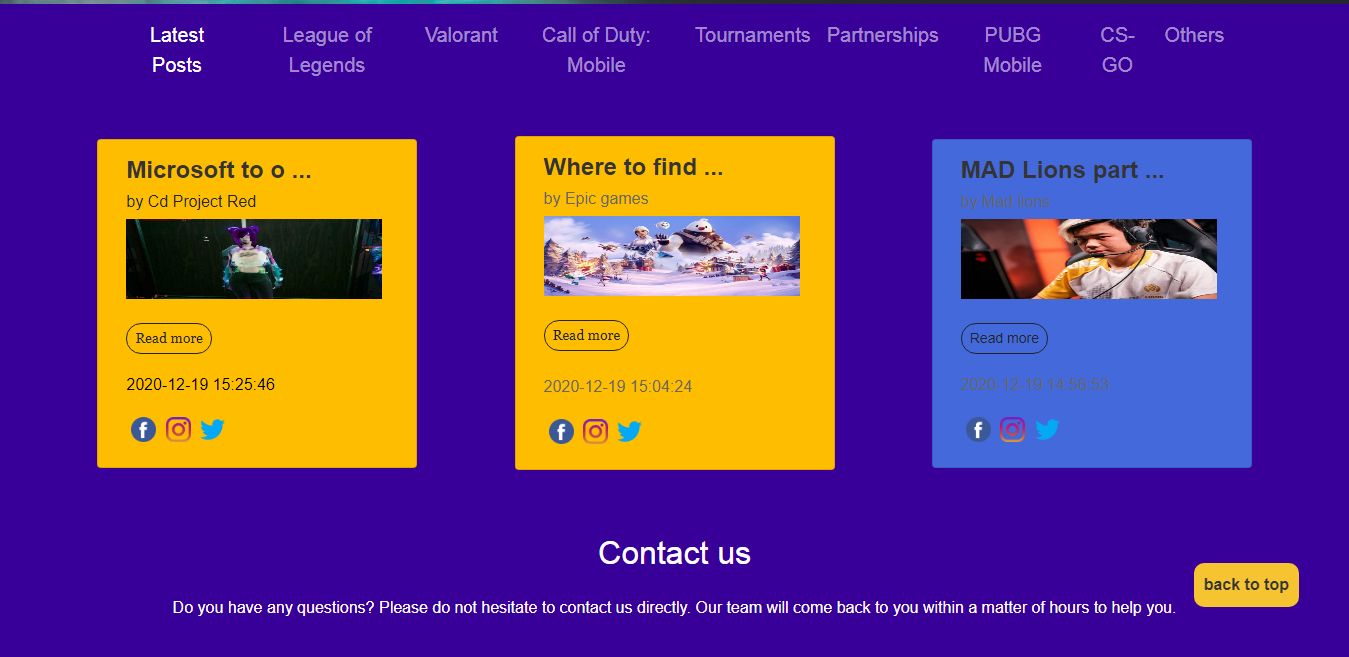 Latest
Posts
League of
Legends
Valorant
Call of Duty:
Mobile
Tournaments
Partnerships
PUBG
Mobile
CS-
GO
Others
Microsoft to o ...
by Cd Project Red
Read more
2020-12-19 15:25:46
Where to find ...
by Epic games
Read more
2020-12-19 15:04:24
MAD Lions part ...
by Mad lions
Read more
2020-12-19 14:56:53
Contact us
back to top
Do you have any questions? Please do not hesitate to contact us directly. Our team will come back to you within a matter of hours to help you.